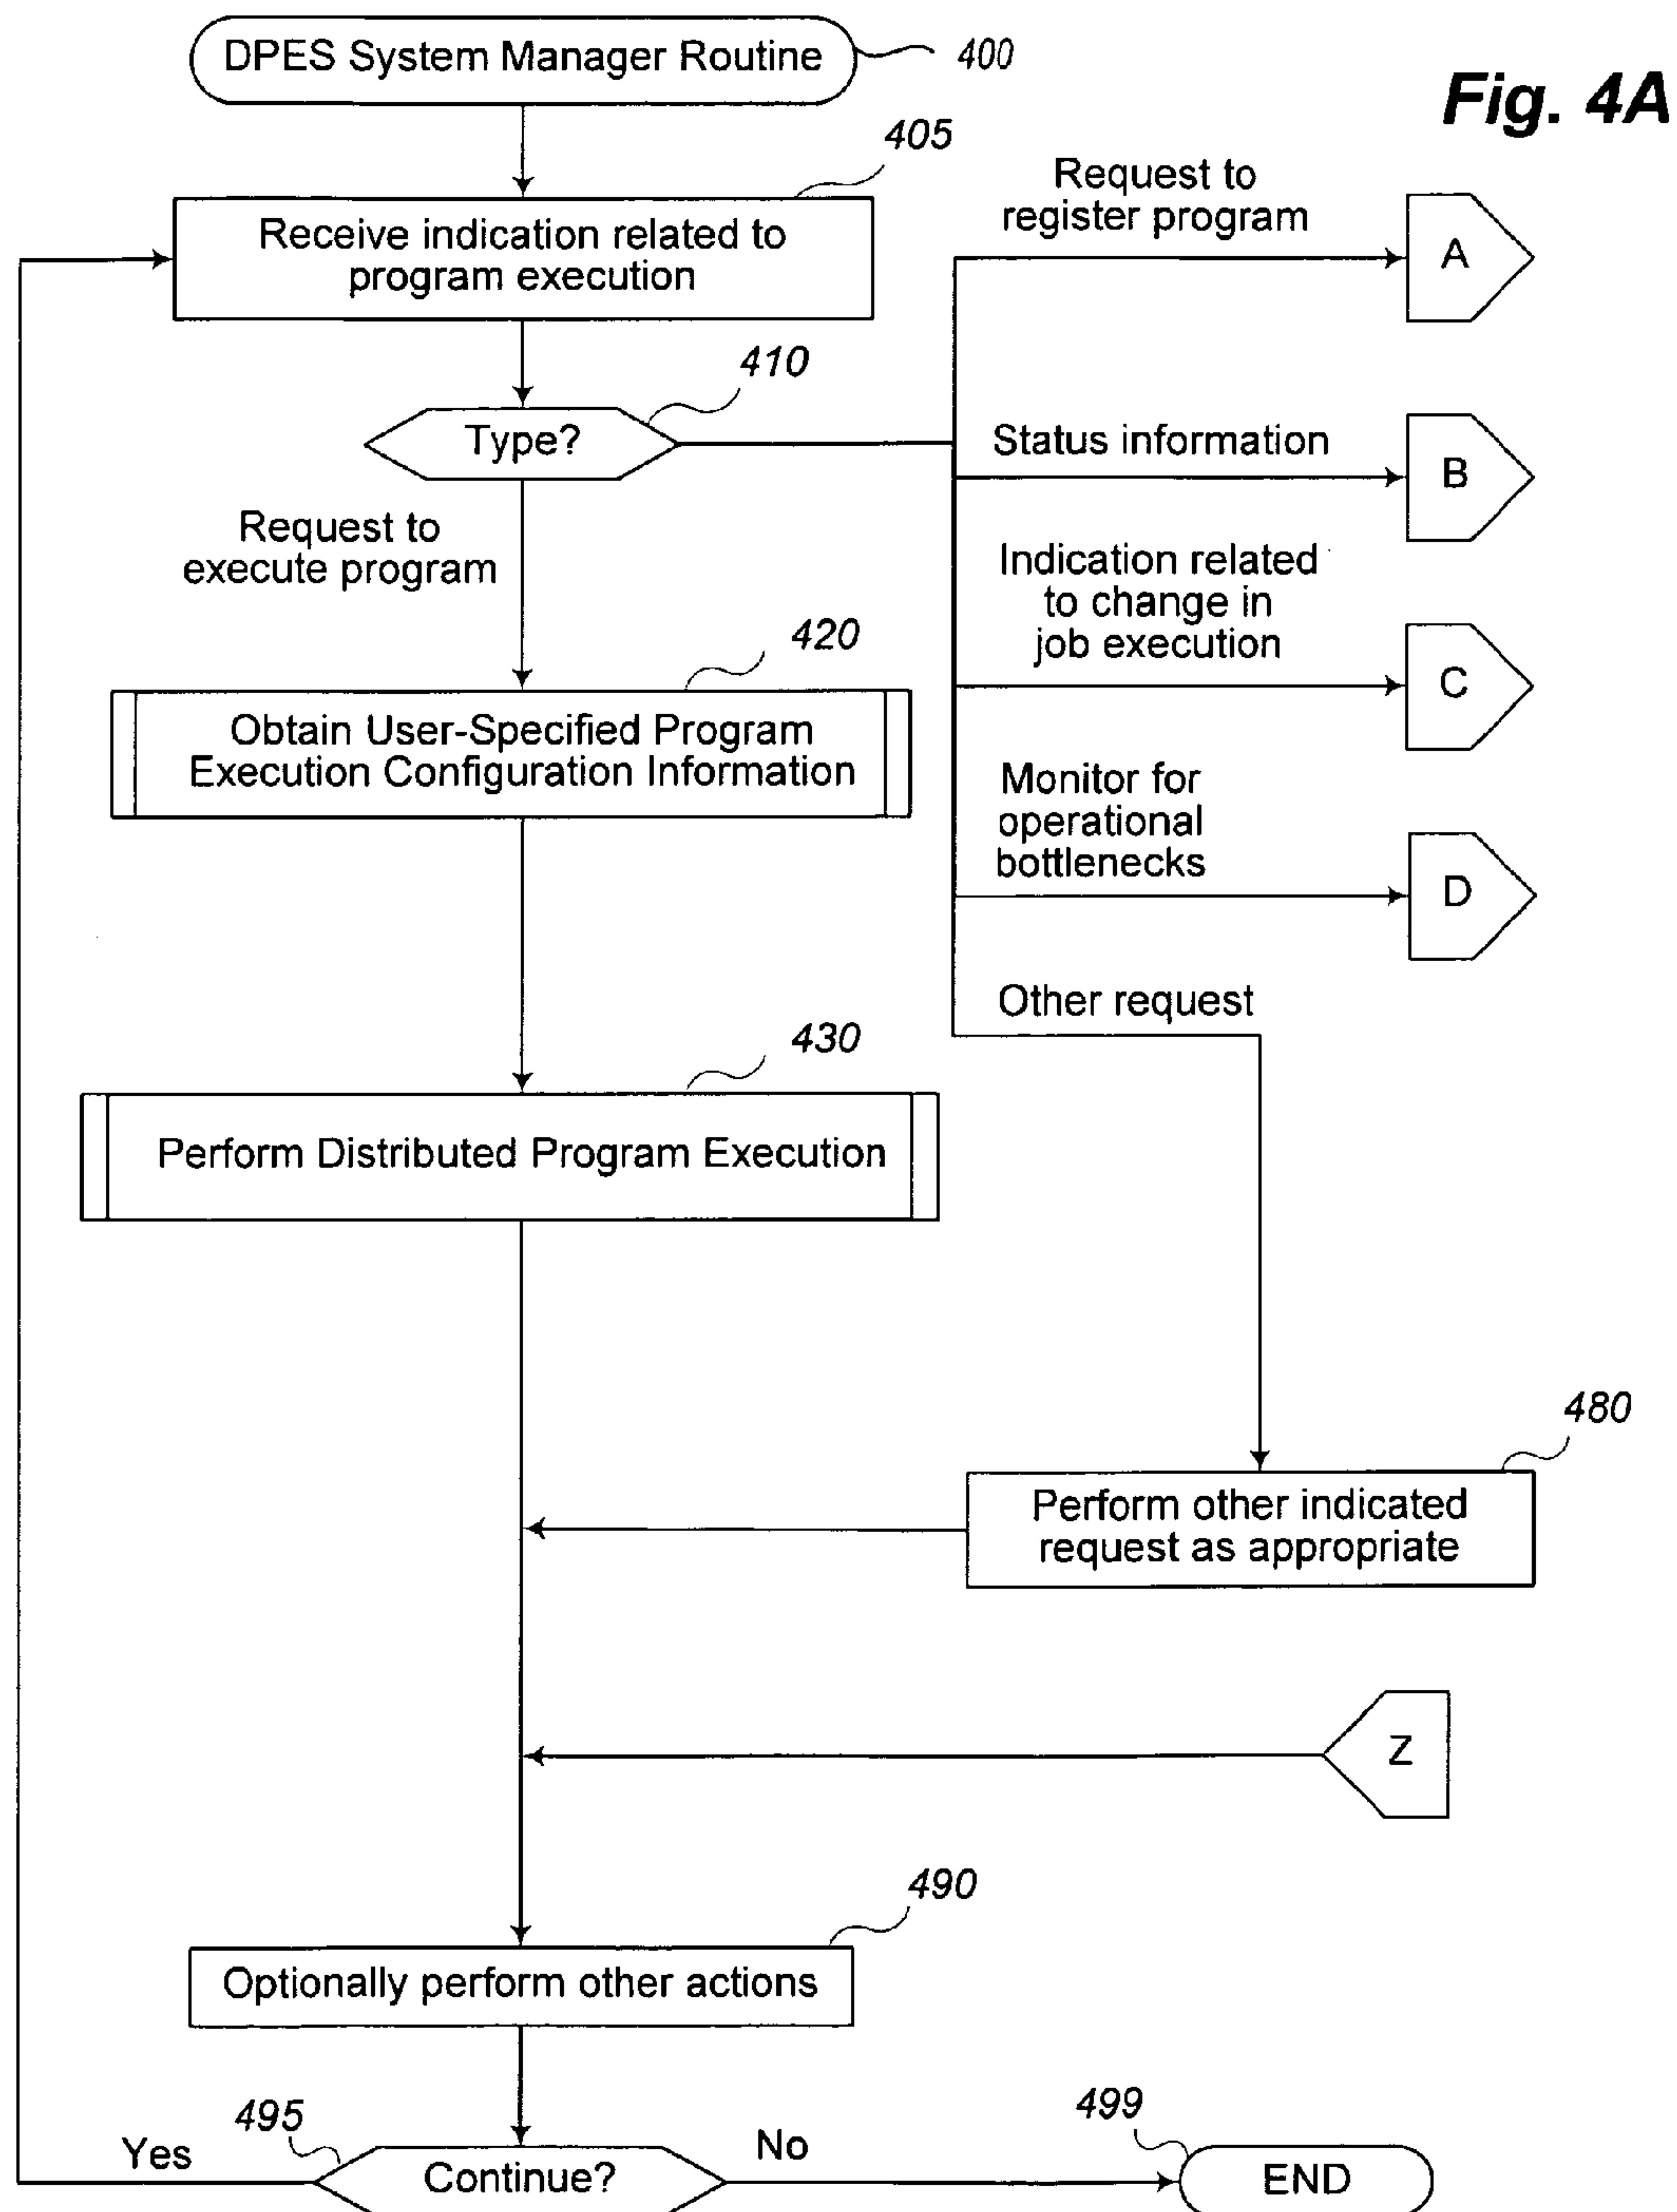 DPES System Manager Routine
400
Fig. 4A
405
Receive indication related to
program execution
Request to
register program
A
410
Type?
Status information
B
Request to
execute program
Indication related
to change in
job execution
C
420
Obtain User-Specified Program
Execution Configuration Information
Monitor for
operational
bottlenecks
D
Other request
430
Perform Distributed Program Execution
480
Perform other indicated
request as appropriate
Z
490
Optionally perform other actions
495
Yes
Continue?
No
499
END